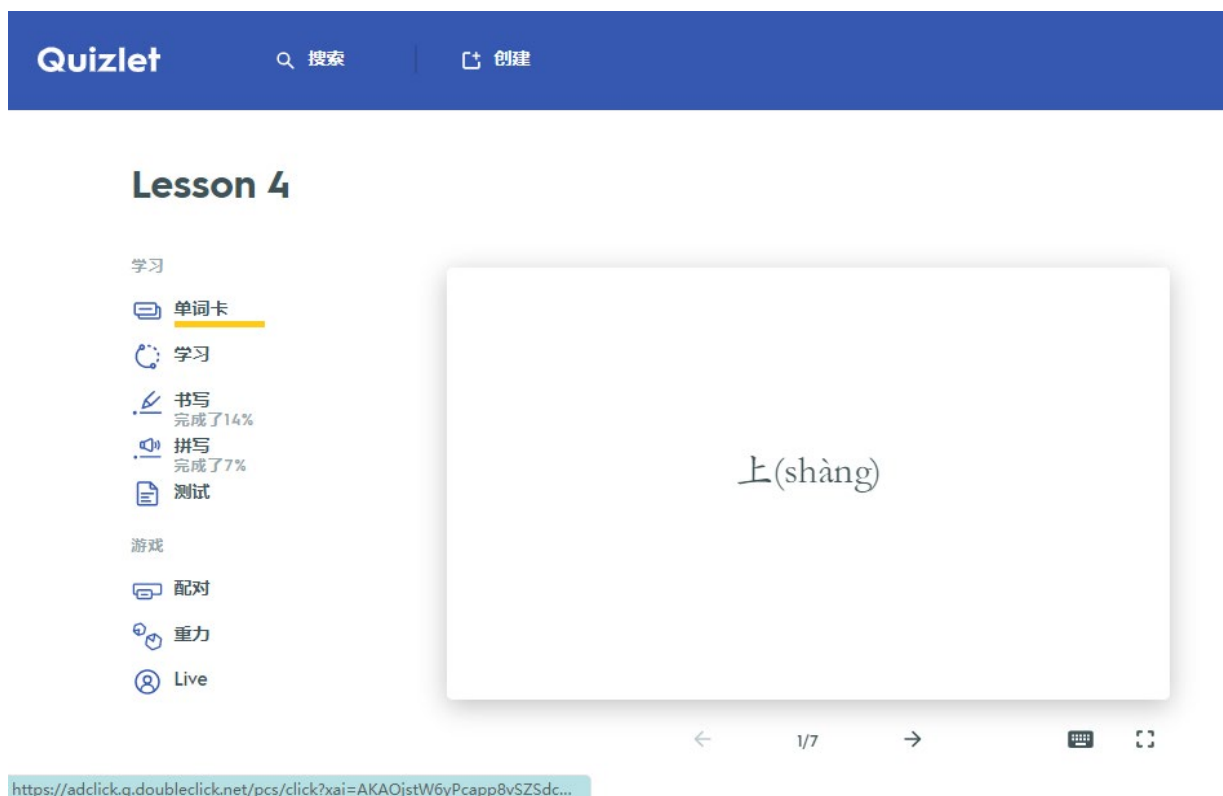 Quizlet 搜索 创建
Lesson 4
学习
单词卡
学习
书写
完成了14%
拼写
完成了7%
测试
游戏
配对
重力
Live
上(shàng)
1/7
https://adclick.g.doubleclick.net/pcs/click?xai=AKAOjstW6yPcapp8vSZSdc...